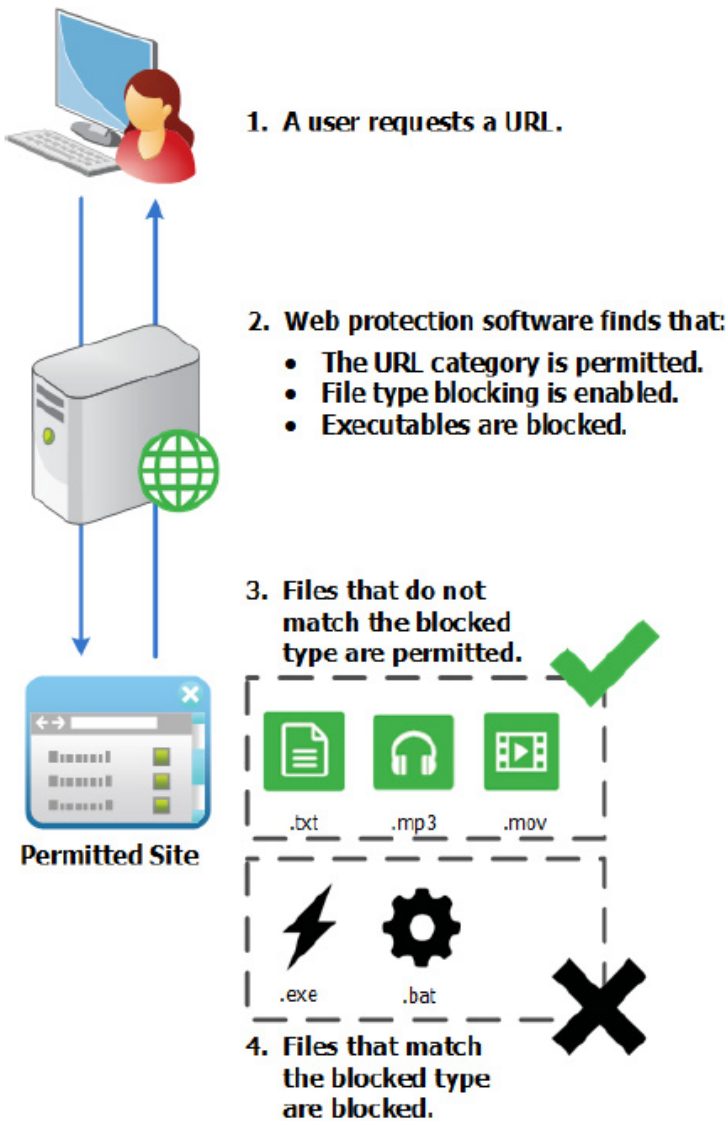 1. A user requests a URL.
2. Web protection software finds that:
• The URL category is permitted.
• File type blocking is enabled.
• Executables are blocked.
3. Files that do not
match the blocked
type are permitted.
.txt
.mp3
.mov
Permitted Site
.exe
.bat
4. Files that match
the blocked type
are blocked.